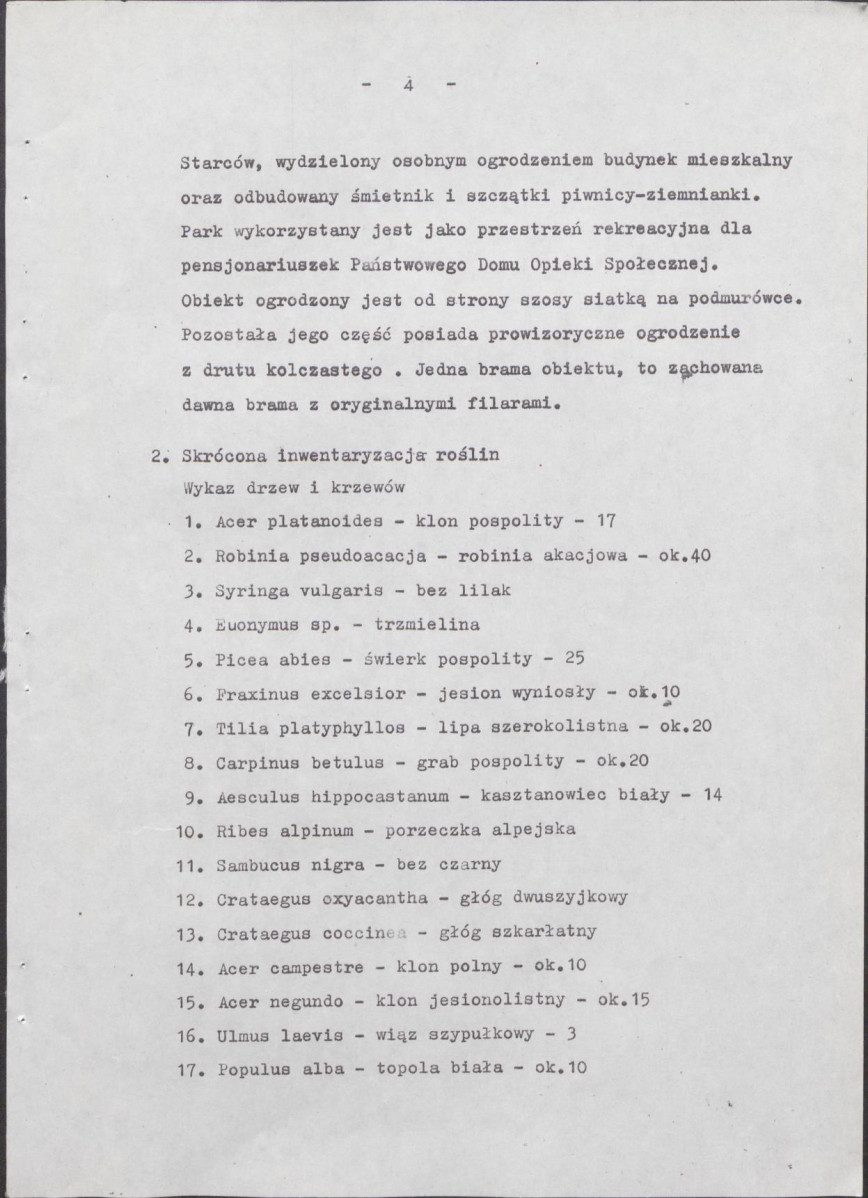 - 4 -
Starców, wydzielony osobnym ogrodzeniem budynek mieszkalny
oraz odbudowany śmietnik i szczątki piwnicy-ziemnianki.
Park wykorzystany jest jako przestrzeń rekreacyjna dla
pensjonariuszek Państwowego Domu Opieki Społecznej.
Obiekt ogrodzony jest od strony szosy siatką na podmurówce.
Pozostała jego część posiada prowizoryczne ogrodzenie
z drutu kolczastego . Jedna brama obiektu, to zachowana
dawna brama z oryginalnymi filarami.
2. Skrócona inwentaryzacja roślin
Wykaz drzew i krzewów
1. Acer platanoides - klon pospolity - 17
2. Robinia pseudoacacja - robinia akacjowa - ok.40
3. Syringa vulgaris - bez lilak
4. Euonymus sp. - trzmielina
5. Picea abies - świerk pospolity - 25
6. Fraxinus excelsior - jesion wyniosły - ok.10
7. Tilia platyphyllos - lipa szerokolistna - ok.20
8. Carpinus betulus - grab pospolity - ok.20
9. Aesculus hippocastanum - kasztanowiec biały - 14
10. Ribes alpinum - porzeczka alpejska
11. Sambucus nigra - bez czarny
12. Crataegus oxyacantha - głóg dwuszyjkowy
13. Crataegus coccinea - głóg szkarłatny
14. Acer campestre - klon polny - ok.10
15. Acer negundo - klon jesionolistny - ok.15
16. Ulmus laevis - wiąz szypułkowy - 3
17. Populus alba - topola biała - ok.10